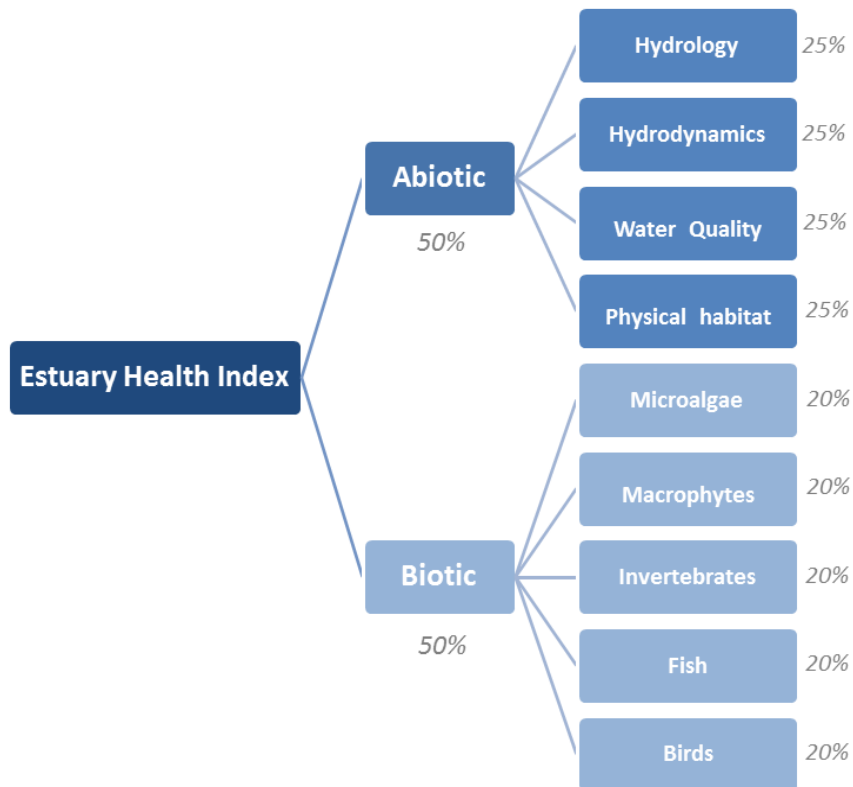 Hydrology 25%
Hydrodynamics 25%
Abiotic
50%
Water Quality 25%
Physical habitat 25%
Estuary Health Index
Microalgae 20%
Macrophytes 20%
Biotic
50%
Invertebrates 20%
Fish 20%
Birds 20%